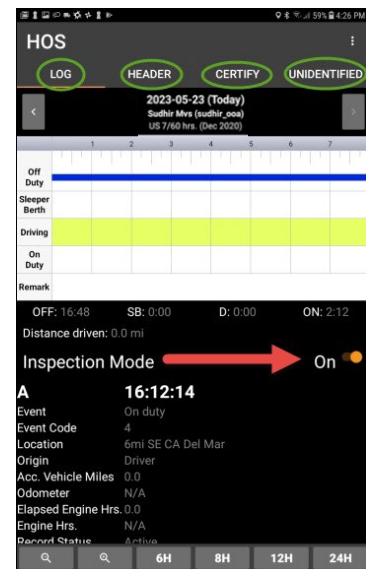 59% 4:26 PM
HOS
LOG HEADER CERTIFY UNIDENTIFIED
2023-05-23 (Today)
Sudhir Mvs (sudhir_ooa)
US 7/60 hrs. (Dec 2020)
1 2 3 4 5 6 7
Off
Duty
Sleeper
Berth
Driving
On
Duty
Remark
OFF: 16:48 SB: 0:00 D: 0:00 ON: 2:12
Distance driven: 0.0 mi
Inspection Mode On
A 16:12:14
Event On duty
Event Code 4
Location 6mi SE CA Del Mar
Origin Driver
Acc. Vehicle Miles 0.0
Odometer N/A
Elapsed Engine Hrs. 0.0
Engine Hrs. N/A
Record Status Active
6H 8H 12H 24H